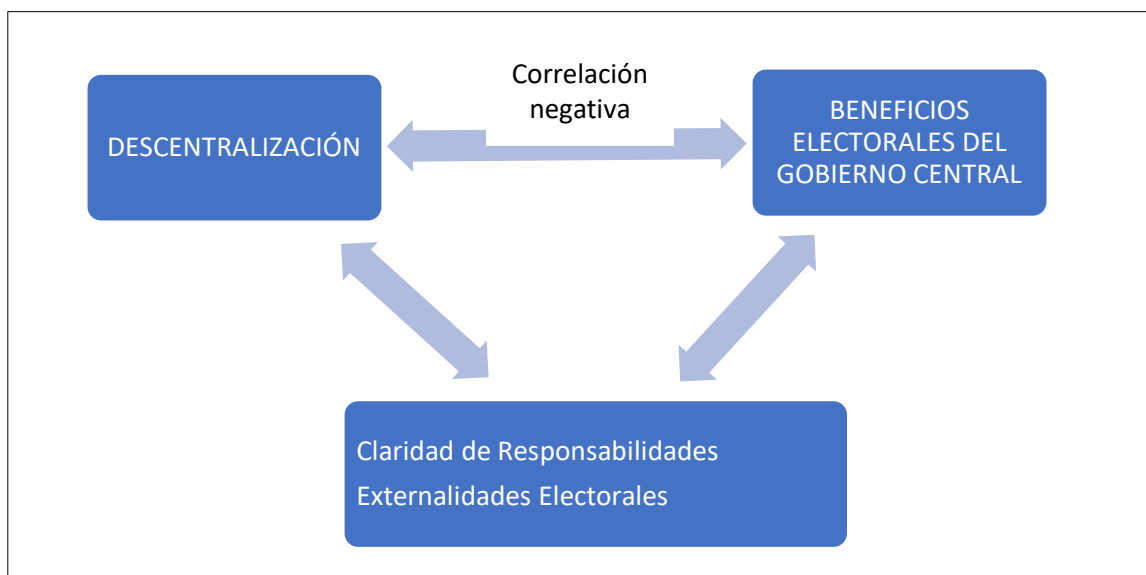 Correlación
negativa
DESCENTRALIZACIÓN
BENEFICIOS
ELECTORALES DEL
GOBIERNO CENTRAL
Claridad de Responsabilidades
Externalidades Electorales